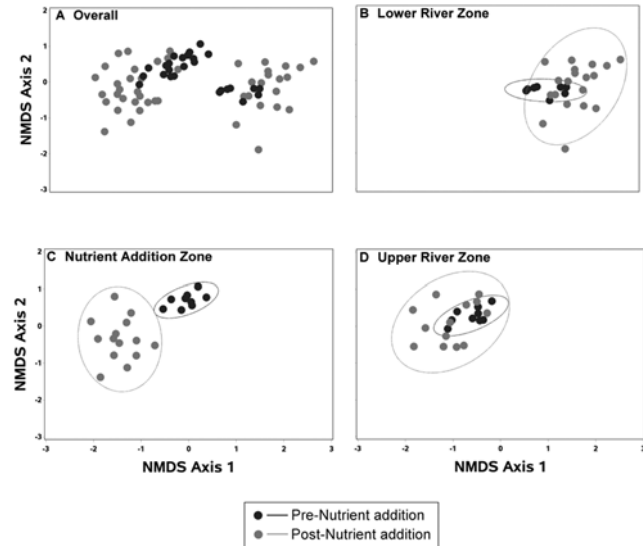 A Overall
B Lower River Zone
2
1
0
-1
-2
-3
NMDS Axis 2
C Nutrient Addition Zone
D Upper River Zone
2
1
0
-1
-2
-3
NMDS Axis 2
-3 -2 -1 0 1 2 3
-2 -1 0 1 2 3
NMDS Axis 1
NMDS Axis 1
Pre-Nutrient addition
Post-Nutrient addition